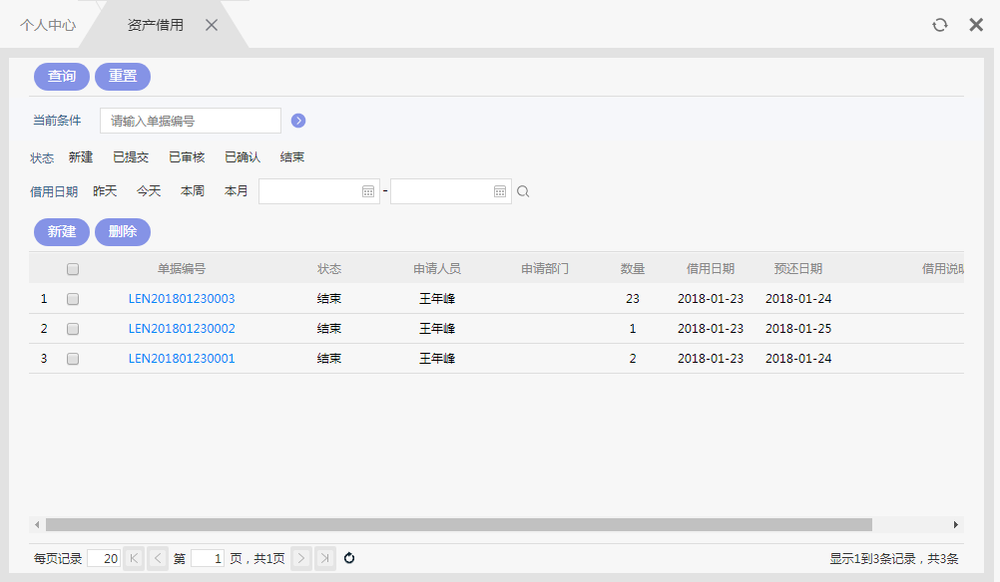 个人中心 资产借用
查询 重置
当前条件 请输入单据编号
状态 新建 已提交 已审核 已确认 结束
借用日期 昨天 今天 本周 本月 -
新建 删除
单据编号 状态 申请人员 申请部门 数量 借用日期 预还日期 借用说明
1 LEN201801230003 结束 王年峰 23 2018-01-23 2018-01-24
2 LEN201801230002 结束 王年峰 1 2018-01-23 2018-01-25
3 LEN201801230001 结束 王年峰 2 2018-01-23 2018-01-24
每页记录 20 第 1 页，共1页 显示1到3条记录，共3条